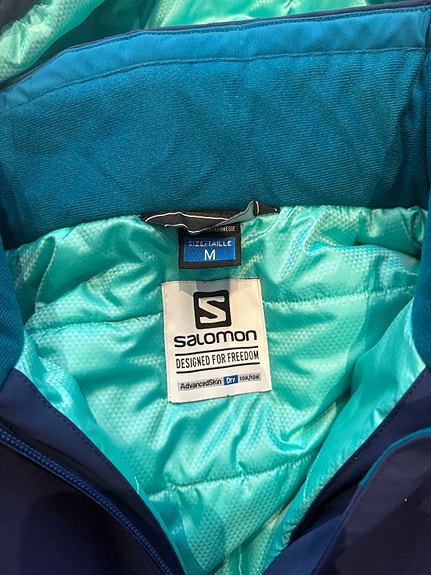 SIZE/TAILLE
M
S
salomon
DESIGNED FOR FREEDOM
AdvancedSkin Dry 10K/10K